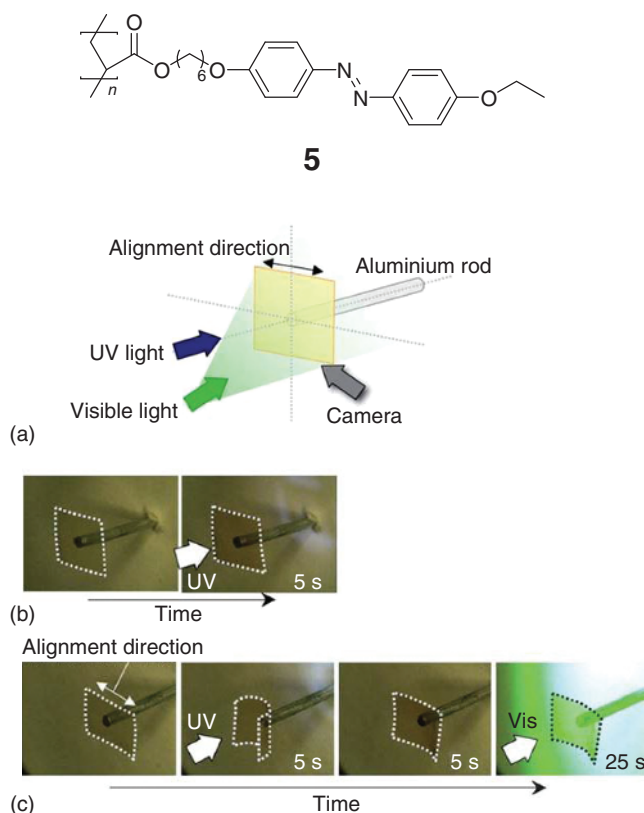 O
n
O
6
O
N
N
O
5
Alignment direction
Aluminium rod
UV light
Visible light
Camera
(a)
UV
5 s
(b)
Time
Alignment direction
UV
Vis
5 s
5 s
25 s
(c)
Time